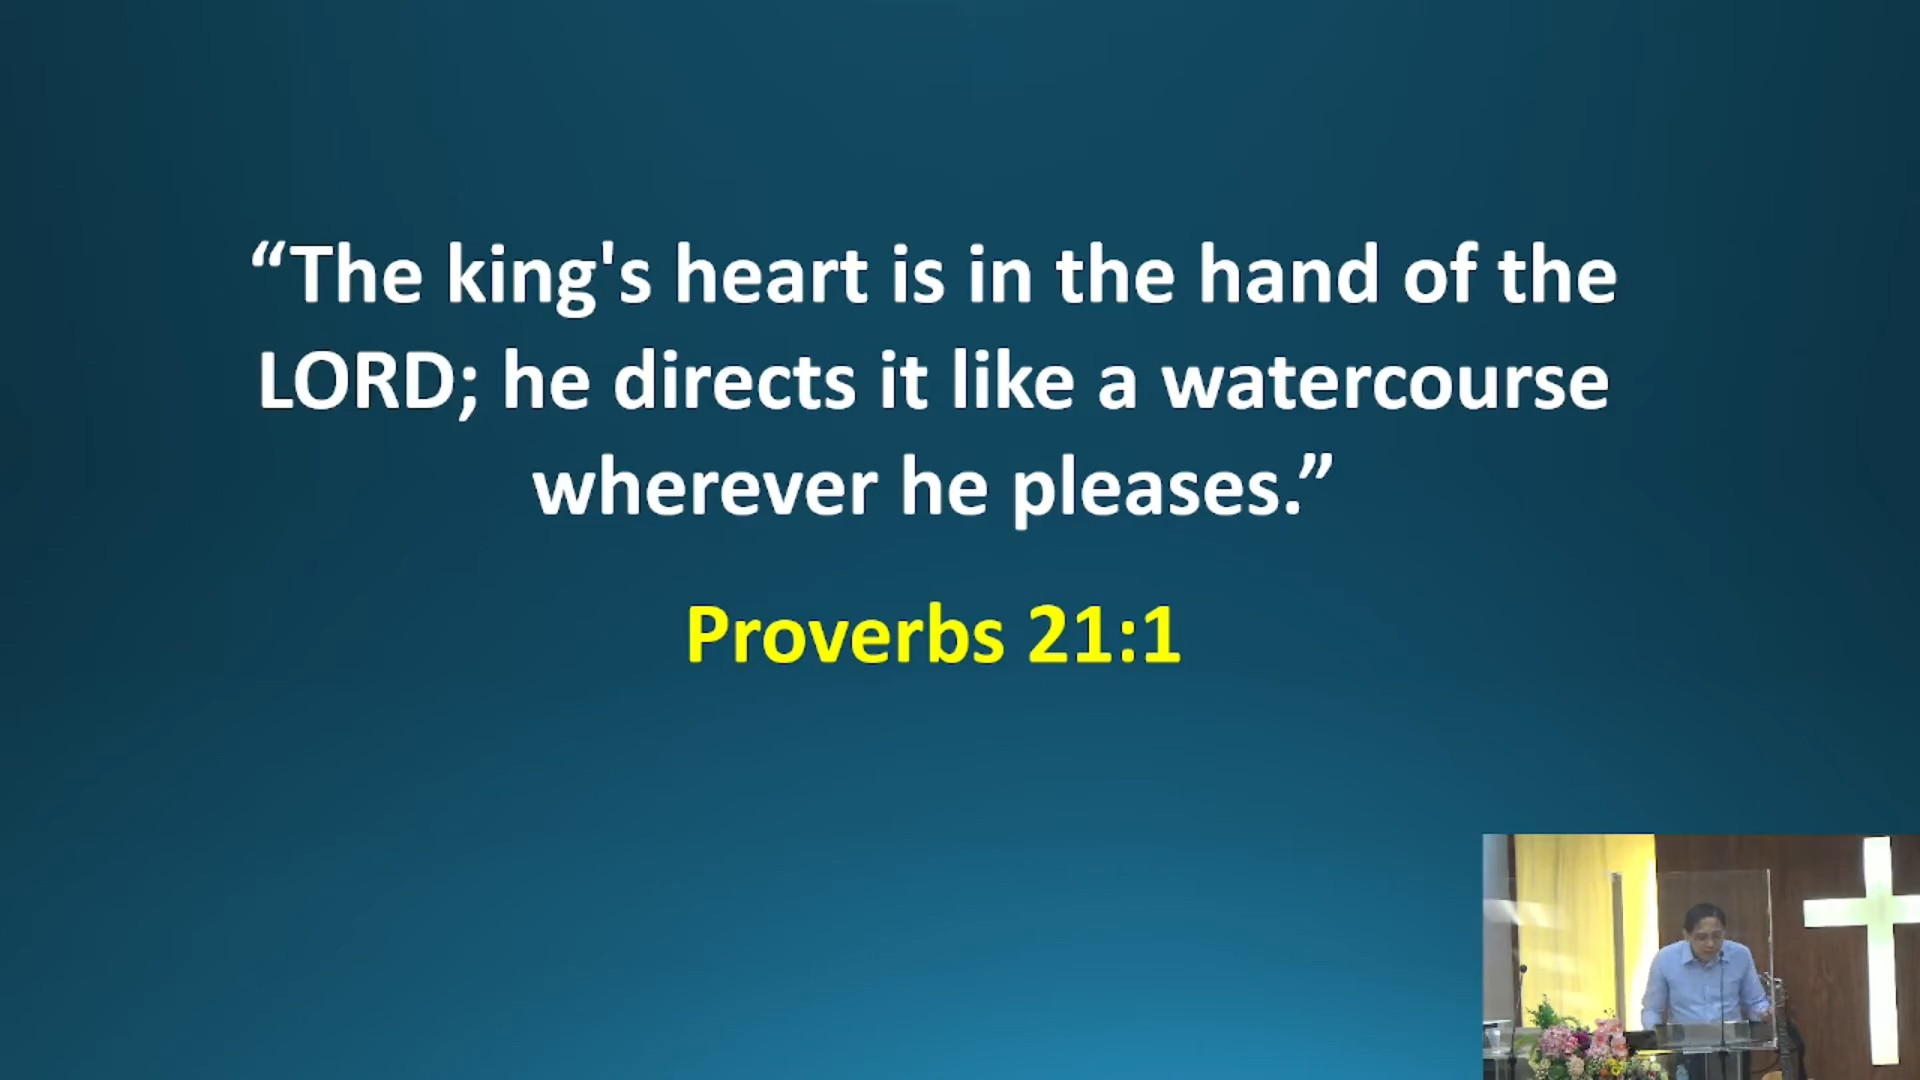 “The king's heart is in the hand of the
LORD; he directs it like a watercourse
wherever he pleases.”
Proverbs 21:1